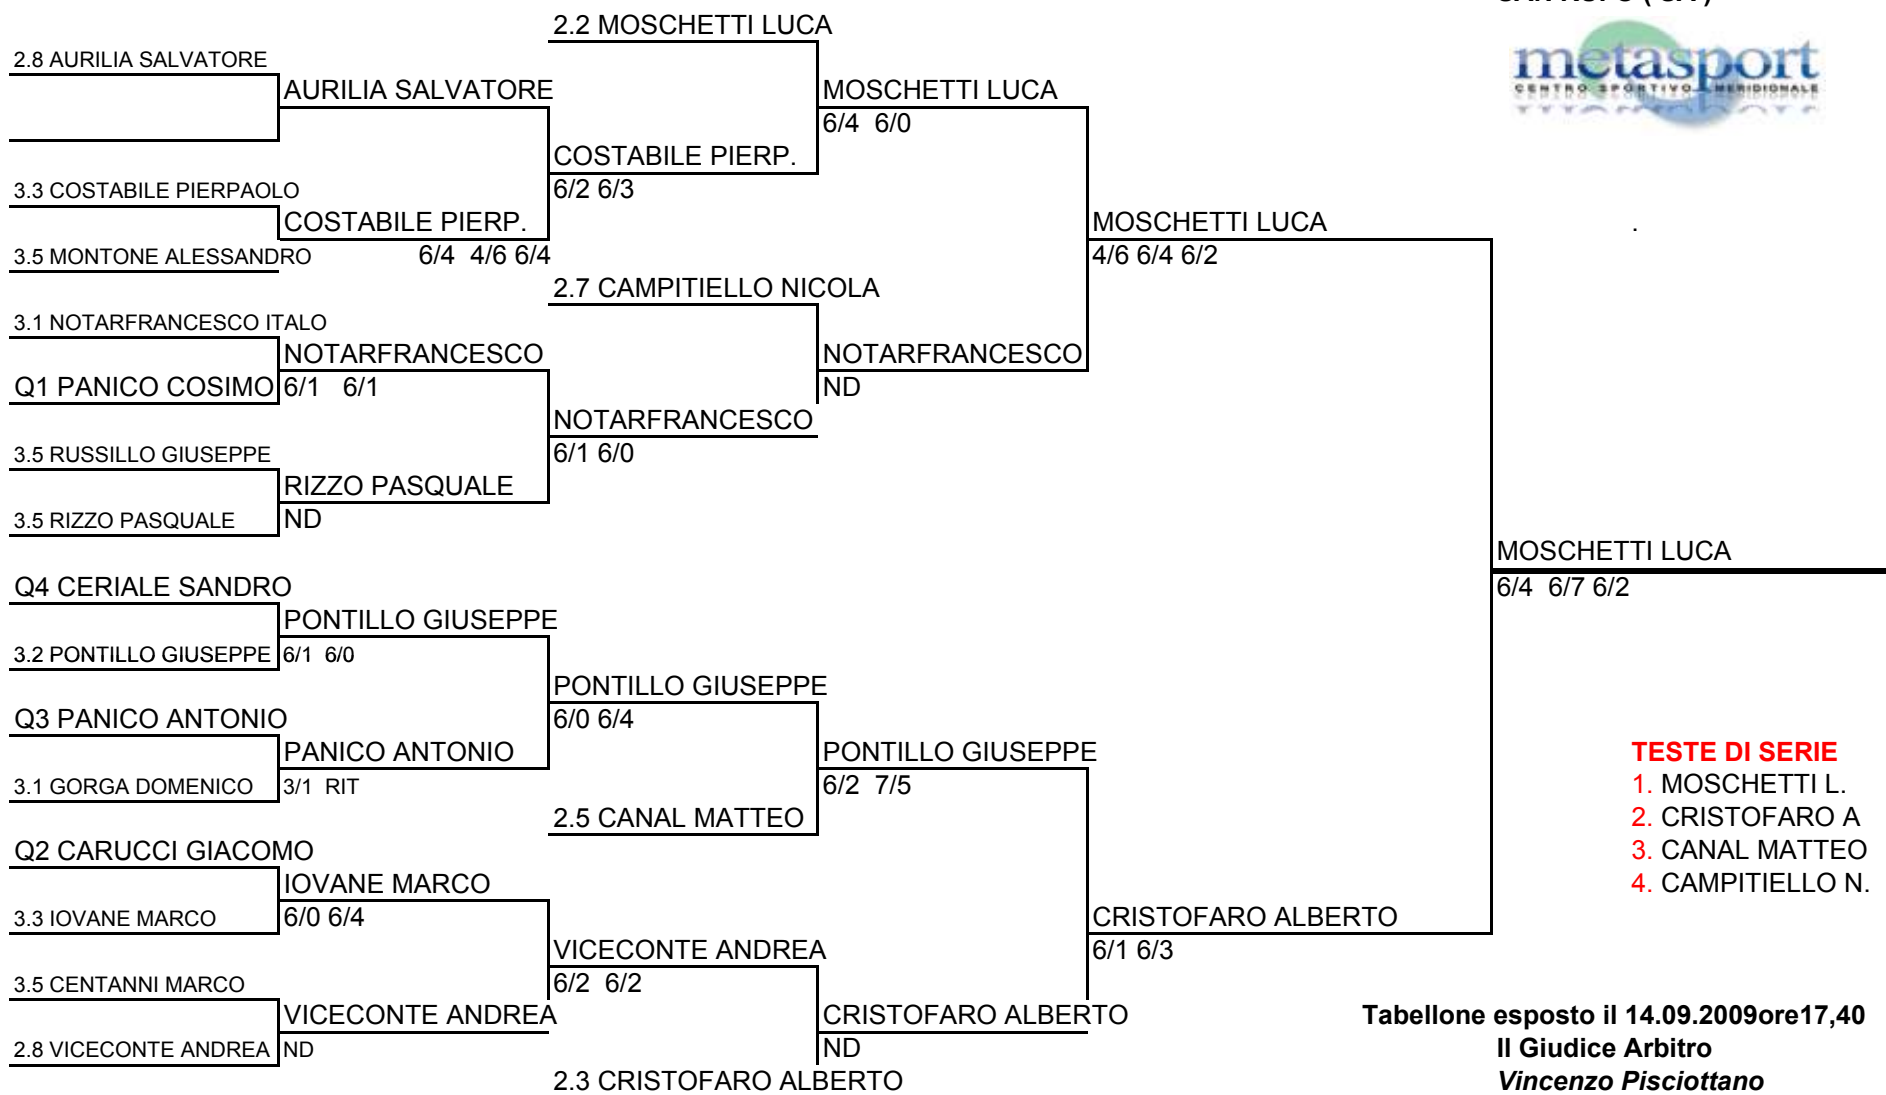 2.2 MOSCHETTI LUCA
2.8 AURILIA SALVATORE
metasport
CENTRO SPORTIVO MERIDIONALE
AURILIA SALVATORE
MOSCHETTI LUCA
6/4 6/0
COSTABILE PIERP.
3.3 COSTABILE PIERPAOLO
6/2 6/3
COSTABILE PIERP.
MOSCHETTI LUCA
.
3.5 MONTONE ALESSANDRO
6/4 4/6 6/4
4/6 6/4 6/2
2.7 CAMPITIELLO NICOLA
3.1 NOTARFRANCESCO ITALO
NOTARFRANCESCO
NOTARFRANCESCO
Q1 PANICO COSIMO
6/1 6/1
ND
NOTARFRANCESCO
3.5 RUSSILLO GIUSEPPE
6/1 6/0
RIZZO PASQUALE
3.5 RIZZO PASQUALE
ND
MOSCHETTI LUCA
Q4 CERIALE SANDRO
6/4 6/7 6/2
PONTILLO GIUSEPPE
3.2 PONTILLO GIUSEPPE
6/1 6/0
PONTILLO GIUSEPPE
Q3 PANICO ANTONIO
6/0 6/4
PANICO ANTONIO
PONTILLO GIUSEPPE
TESTE DI SERIE
3.1 GORGA DOMENICO
3/1 RIT
6/2 7/5
1. MOSCHETTI L.
2.5 CANAL MATTEO
2. CRISTOFARO A
Q2 CARUCCI GIACOMO
3. CANAL MATTEO
IOVANE MARCO
4. CAMPITIELLO N.
3.3 IOVANE MARCO
6/0 6/4
CRISTOFARO ALBERTO
VICECONTE ANDREA
6/1 6/3
3.5 CENTANNI MARCO
6/2 6/2
VICECONTE ANDREA
CRISTOFARO ALBERTO
Tabellone esposto il 14.09.2009ore17,40
2.8 VICECONTE ANDREA
ND
ND
Il Giudice Arbitro
2.3 CRISTOFARO ALBERTO
Vincenzo Pisciottano